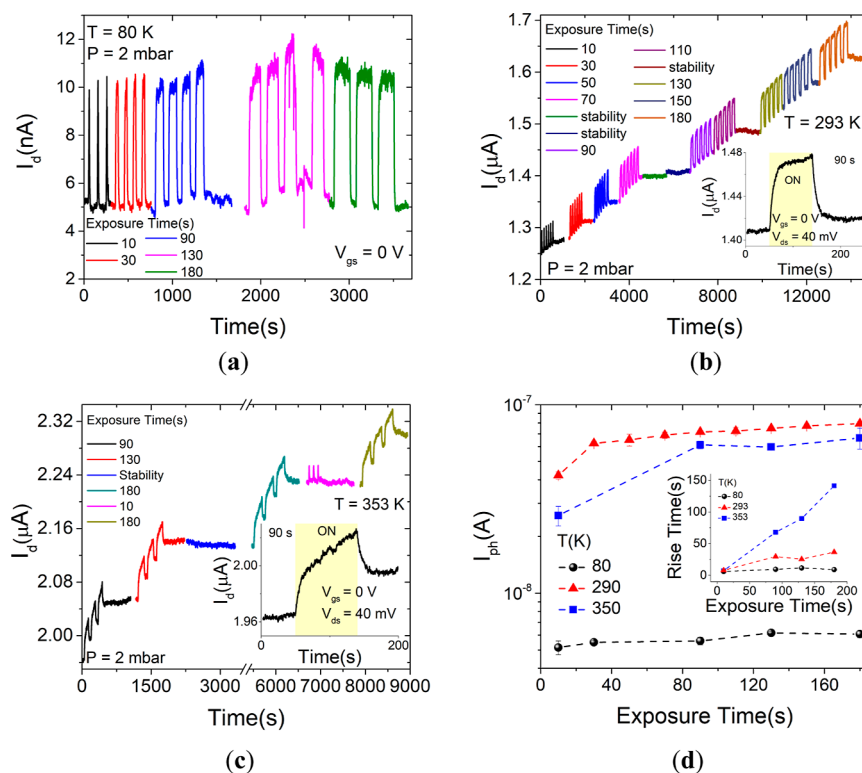 T = 80 K
P = 2 mbar
12
10
8
6
4
2
I_d(nA)
Exposure Time(s)
10
30
90
130
180
V_gs = 0 V
0
1000
2000
3000
Time(s)
(a)
1.7
1.6
1.5
1.4
1.3
1.2
I_d(μA)
Exposure Time(s)
10
30
50
70
stability
stability
90
110
stability
130
150
180
T = 293 K
P = 2 mbar
1.48
1.44
1.40
I_d(μA)
90 s
ON
V_gs = 0 V
V_ds = 40 mV
Time(s)
0
4000
8000
12000
Time(s)
(b)
2.32
2.24
2.16
2.08
2.00
I_d(μA)
Exposure Time(s)
90
130
Stability
180
10
180
T = 353 K
P = 2 mbar
90 s
ON
2.00
1.96
I_d(μA)
V_gs = 0 V
V_ds = 40 mV
0
200
Time(s)
0
1500
3000
6000
7000
8000
9000
Time(s)
(c)
10^-7
10^-8
I_ph(A)
T(K)
80
290
350
T(K)
80
293
353
150
100
50
0
Rise Time(s)
0
50
100
150
200
Exposure Time(s)
0
40
80
120
160
Exposure Time(s)
(d)